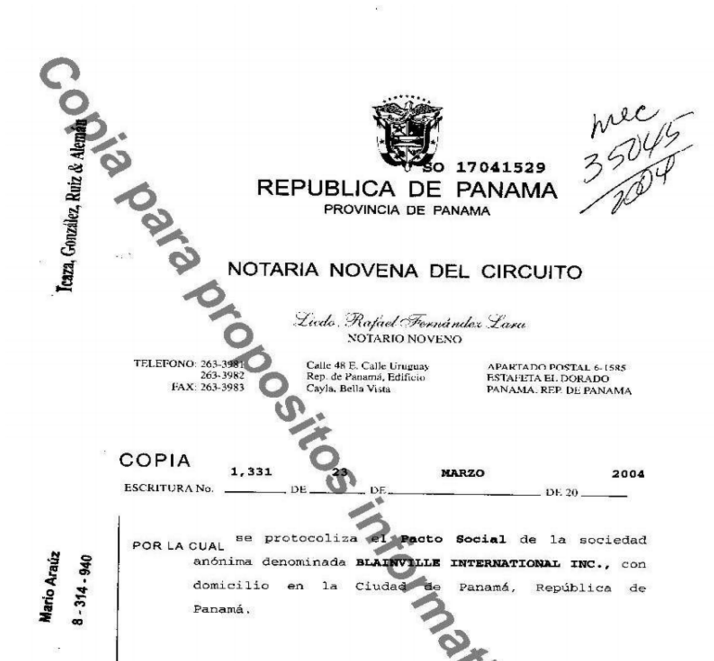 Copia para propositos informat
Icaza, González, Ruiz & Alemán
mec
35045
2004
SO 17041529
REPUBLICA DE PANAMA
PROVINCIA DE PANAMA
NOTARIA NOVENA DEL CIRCUITO
Licdo. Rafael Fernández Lara
NOTARIO NOVENO
TELEFONO: 263-3981 Calle 48 E. Calle Uruguay APARTADO POSTAL 6-1585
263-3982 Rep. de Panamá, Edificio ESTAFETA EL DORADO
FAX: 263-3983 Cayla, Bella Vista PANAMA. REP. DE PANAMA
COPIA
1,331 23 MARZO 2004
ESCRITURA No. DE DE DE 20
POR LA CUAL se protocoliza el Pacto Social de la sociedad
anónima denominada BLAINVILLE INTERNATIONAL INC., con
domicilio en la Ciudad de Panamá, República de
Panamá.
Mario Araúz
8 - 314 - 940